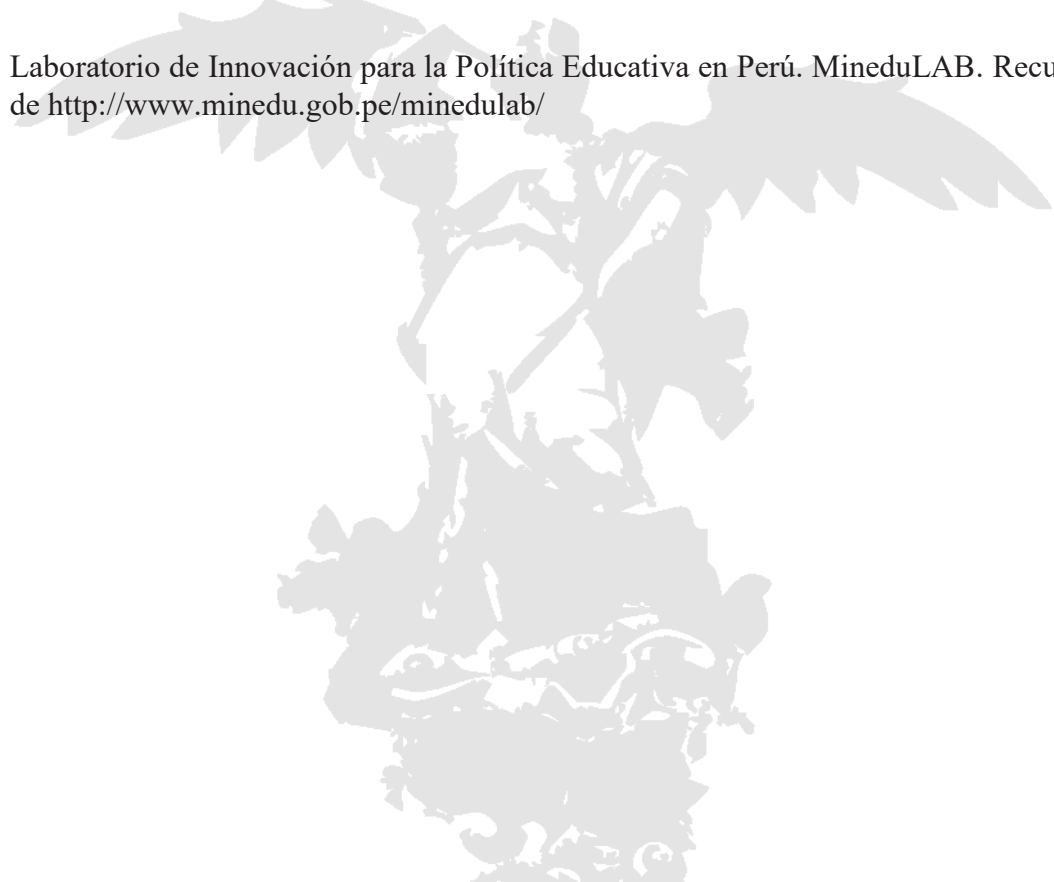 Laboratorio de Innovación para la Política Educativa en Perú. MineduLAB. Recu
de http://www.minedu.gob.pe/minedulab/